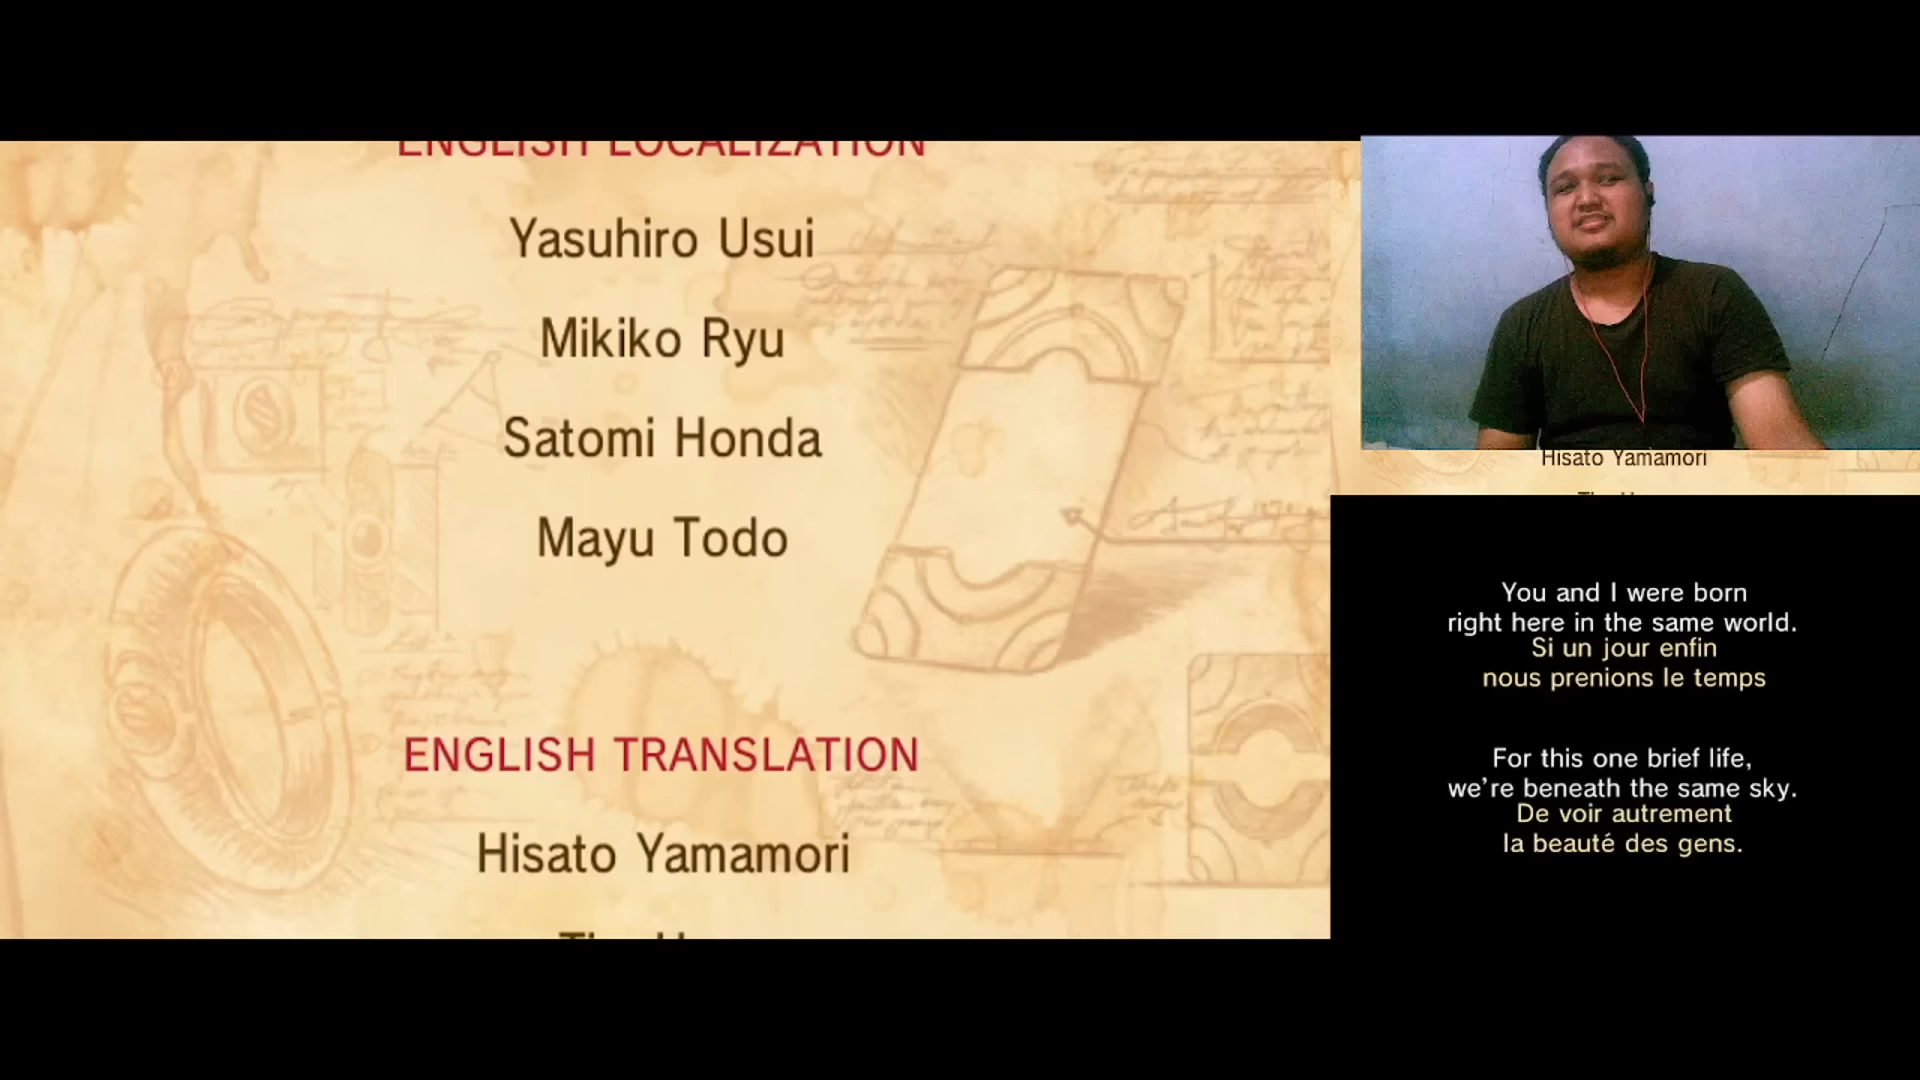 ENGLISH LOCALIZATION
Yasuhiro Usui
Mikiko Ryu
Satomi Honda
Mayu Todo
ENGLISH TRANSLATION
Hisato Yamamori
Hisato Yamamori
You and I were born
right here in the same world.
Si un jour enfin
nous prenions le temps
For this one brief life,
we're beneath the same sky.
De voir autrement
la beauté des gens.